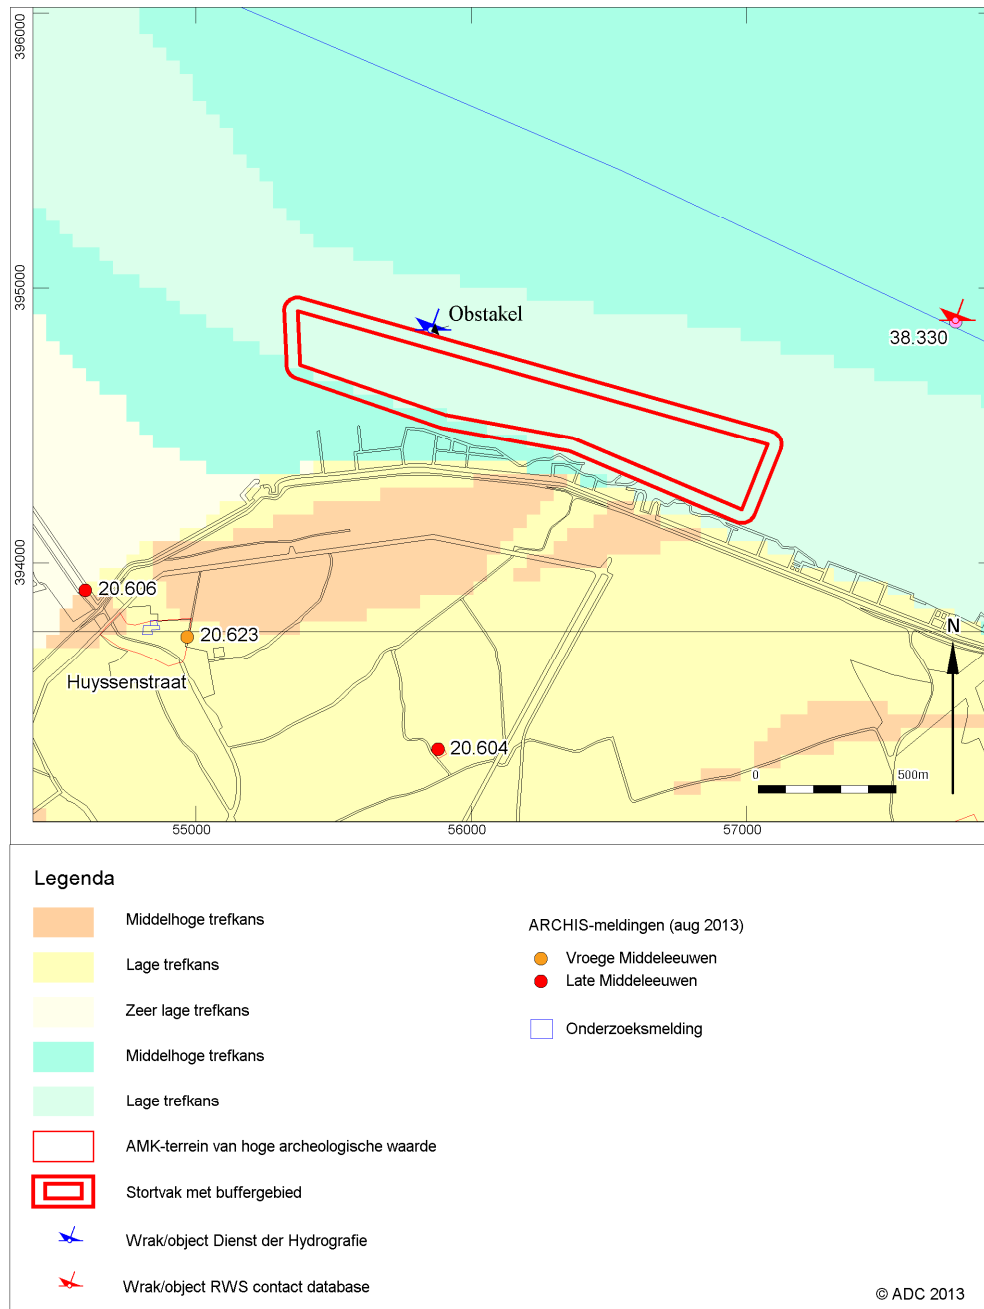 396000
395000
394000
Obstakel
38.330
20.606
20.623
Huyssenstraat
20.604
N
0 500m
55000 56000 57000
Legenda
Middelhoge trefkans
Lage trefkans
Zeer lage trefkans
Middelhoge trefkans
Lage trefkans
AMK-terrein van hoge archeologische waarde
Stortvak met buffergebied
Wrak/object Dienst der Hydrografie
Wrak/object RWS contact database
ARCHIS-meldingen (aug 2013)
Vroege Middeleeuwen
Late Middeleeuwen
Onderzoeksmelding
© ADC 2013